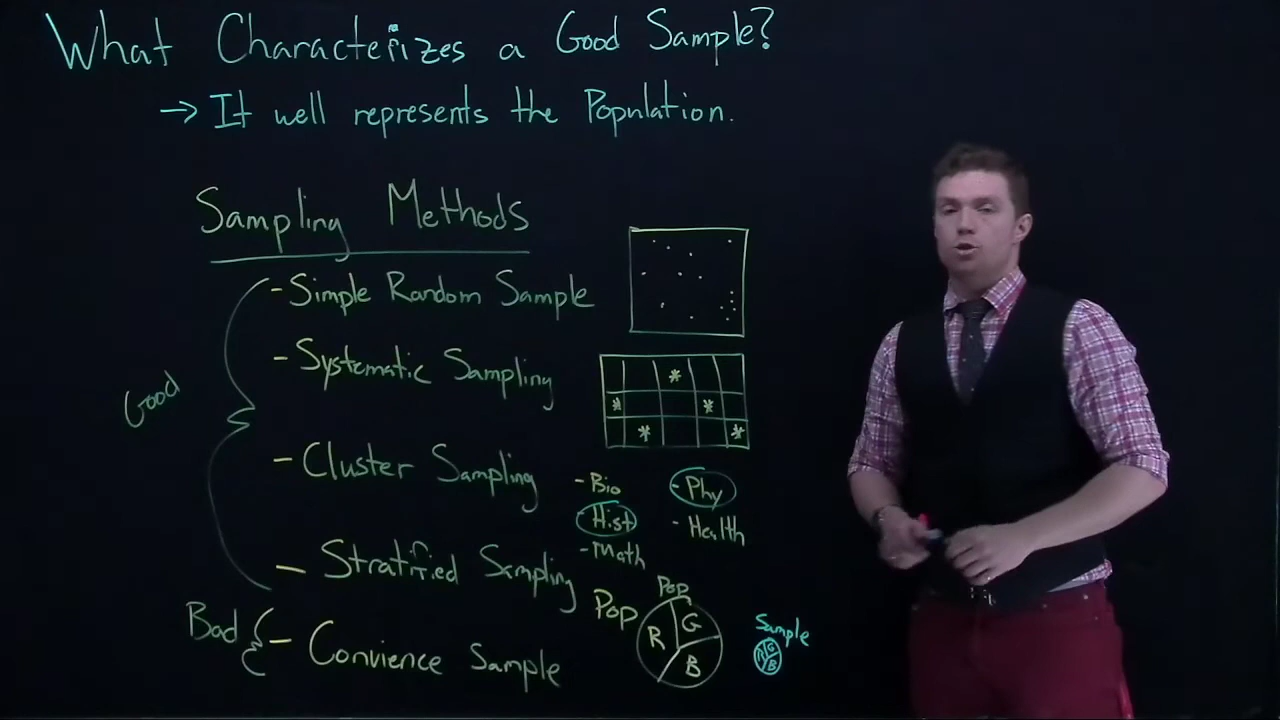 What Characterizes a Good Sample?
→ It well represents the Population.
Sampling Methods
- Simple Random Sample
- Systematic Sampling
Good
- Cluster Sampling
- Bio
- Phy
- Hist
- Health
- Math
- Stratified Sampling
Pop
Pop
R
G
B
Sample
R
G
B
Bad
- Convience Sample